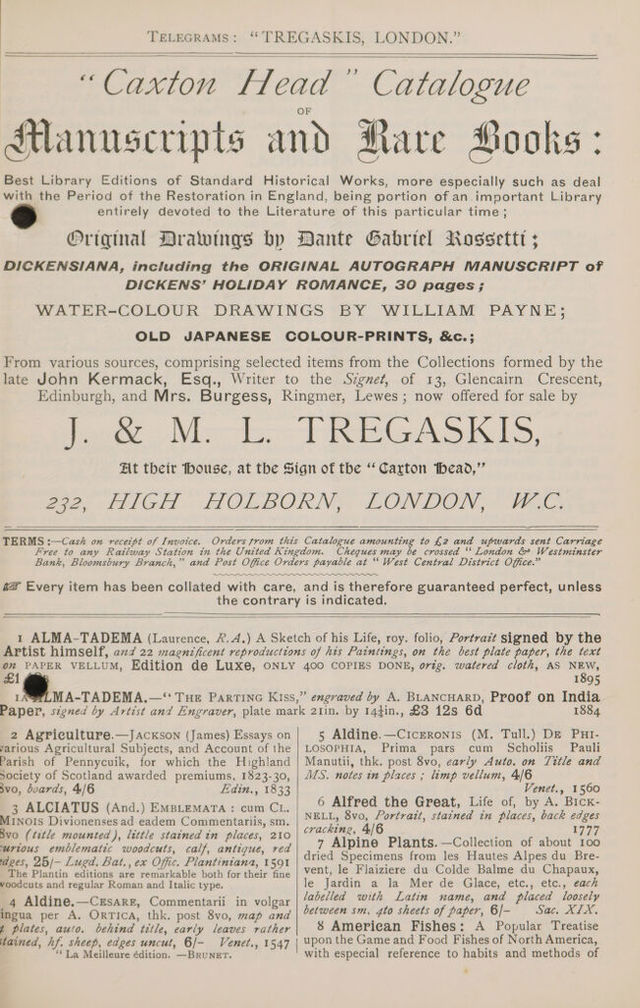 TELEGRAMS: "TREGASKIS, LONDON."
"Caxton Head" Catalogue
OF
Manuscripts and Rare Books:
Best Library Editions of Standard Historical Works, more especially such as deal
with the Period of the Restoration in England, being portion of an important Library
entirely devoted to the Literature of this particular time;
Original Drawings by Dante Gabriel Rossetti;
DICKENSIANA, including the ORIGINAL AUTOGRAPH MANUSCRIPT of
DICKENS' HOLIDAY ROMANCE, 30 pages;
WATER-COLOUR DRAWINGS BY WILLIAM PAYNE;
OLD JAPANESE COLOUR-PRINTS, &c.;
From various sources, comprising selected items from the Collections formed by the
late John Kermack, Esq., Writer to the Signet, of 13, Glencairn Crescent,
Edinburgh, and Mrs. Burgess, Ringmer, Lewes; now offered for sale by
J. & M. L. TREGASKIS,
At their House, at the Sign of the "Caxton Head,"
232, HIGH HOLBORN, LONDON, W.C.
TERMS:—Cash on receipt of Invoice. Orders from this Catalogue amounting to £2 and upwards sent Carriage
Free to any Railway Station in the United Kingdom. Cheques may be crossed "London & Westminster
Bank, Bloomsbury Branch," and Post Office Orders payable at "West Central District Office."
Every item has been collated with care, and is therefore guaranteed perfect, unless
the contrary is indicated.
1 ALMA-TADEMA (Laurence, R.A.) A Sketch of his Life, roy. folio, Portrait signed by the
Artist himself, and 22 magnificent reproductions of his Paintings, on the best plate paper, the text
on PAPER VELLUM, Edition de Luxe, ONLY 400 COPIES DONE, orig. watered cloth, AS NEW,
£1 1895
1A ALMA-TADEMA.—"THE PARTING KISS," engraved by A. BLANCHARD, Proof on India
Paper, signed by Artist and Engraver, plate mark 21in. by 14½in., £3 12s 6d 1884
2 Agriculture.—JACKSON (James) Essays on
various Agricultural Subjects, and Account of the
Parish of Pennycuik, for which the Highland
Society of Scotland awarded premiums, 1823-30,
8vo, boards, 4/6 Edin., 1833
3 ALCIATUS (And.) EMBLEMATA: cum CL.
MINOIS Divionenses ad eadem Commentariis, sm.
8vo (title mounted), little stained in places, 210
curious emblematic woodcuts, calf, antique, red
edges, 25/- Lugd. Bat., ex Offic. Plantiniana, 1591
The Plantin editions are remarkable both for their fine
woodcuts and regular Roman and Italic type.
4 Aldine.—CESARE, Commentarii in volgar
lingua per A. ORTICA, thk. post 8vo, map and
plates, auto. behind title, early leaves rather
stained, hf. sheep, edges uncut, 6/- Venet., 1547
"La Meilleure édition.—BRUNET.
5 Aldine.—CICERONIS (M. Tull.) DE PHI-
LOSOPHIA, Prima pars cum Scholiis Pauli
Manutii, thk. post 8vo, early Auto. on Title and
MS. notes in places; limp vellum, 4/6
Venet., 1560
6 Alfred the Great, Life of, by A. BICK-
NELL, 8vo, Portrait, stained in places, back edges
cracking, 4/6 1777
7 Alpine Plants.—Collection of about 100
dried Specimens from les Hautes Alpes du Bre-
vent, le Flaiziere du Colde Balme du Chapaux,
le Jardin a la Mer de Glace, etc., etc., each
labelled with Latin name, and placed loosely
between sm. 4to sheets of paper, 6/- Sac. XIX.
8 American Fishes: A Popular Treatise
upon the Game and Food Fishes of North America,
with especial reference to habits and methods of